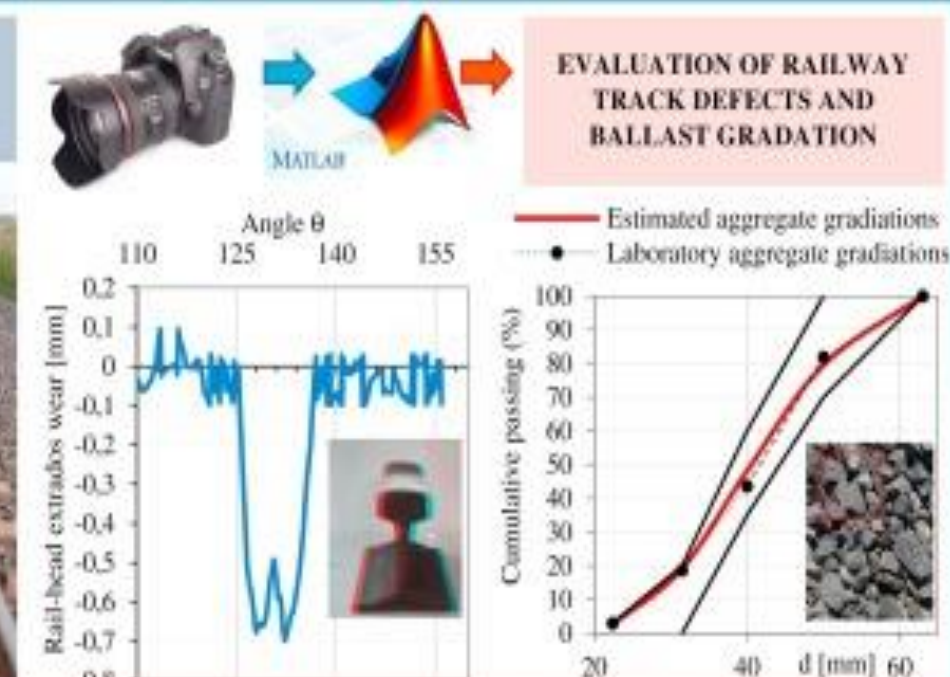 MATLAB
EVALUATION OF RAILWAY
TRACK DEFECTS AND
BALLAST GRADATION
Angle θ
110 125 140 155
Rail-head extrados wear [mm]
0,2
0,1
0
-0,1
-0,2
-0,3
-0,4
-0,5
-0,6
-0,7
Estimated aggregate gradiations
Laboratory aggregate gradiations
Cumulative passing (%)
100
90
80
70
60
50
40
30
20
10
0
20 40 d [mm] 60